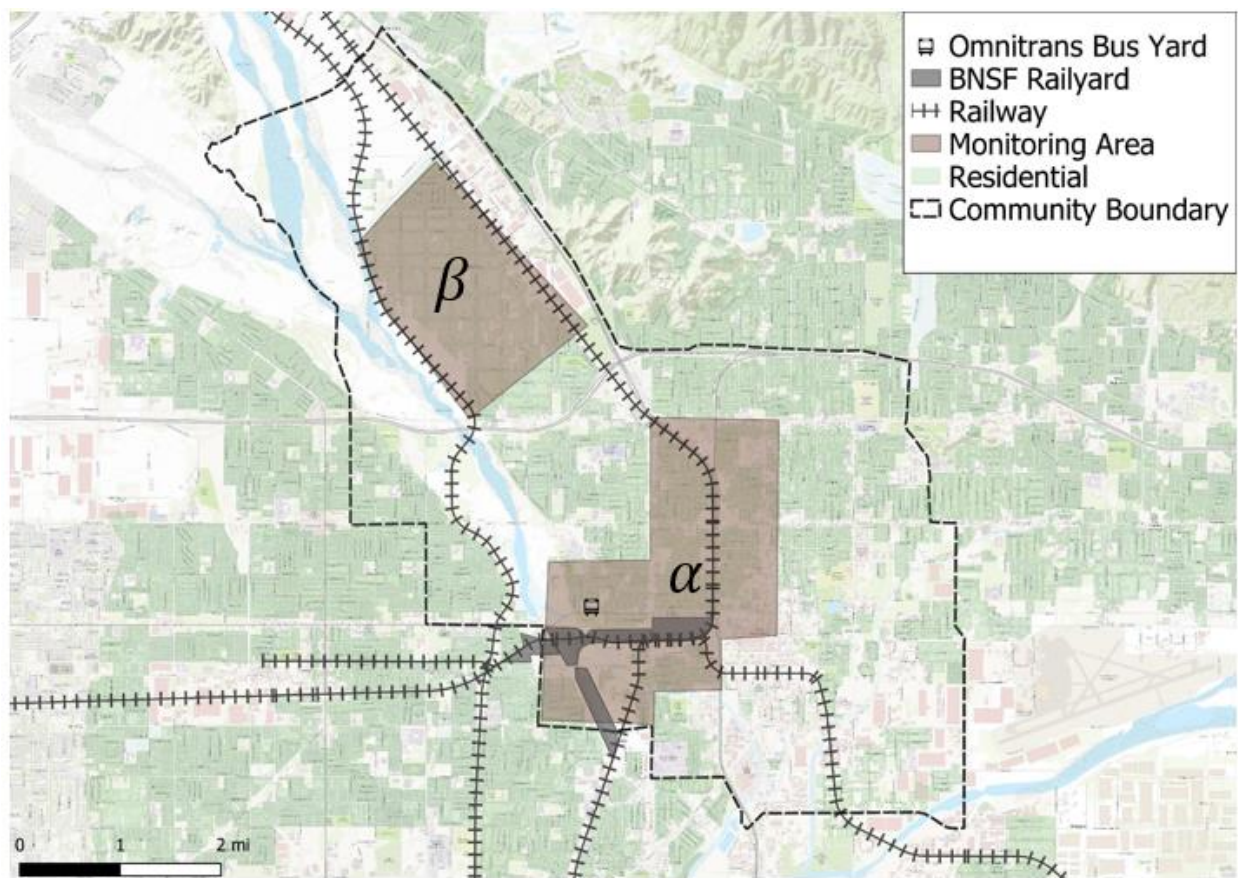 Omnitrans Bus Yard
BNSF Railyard
Railway
Monitoring Area
Residential
Community Boundary
β
α
0 1 2 mi